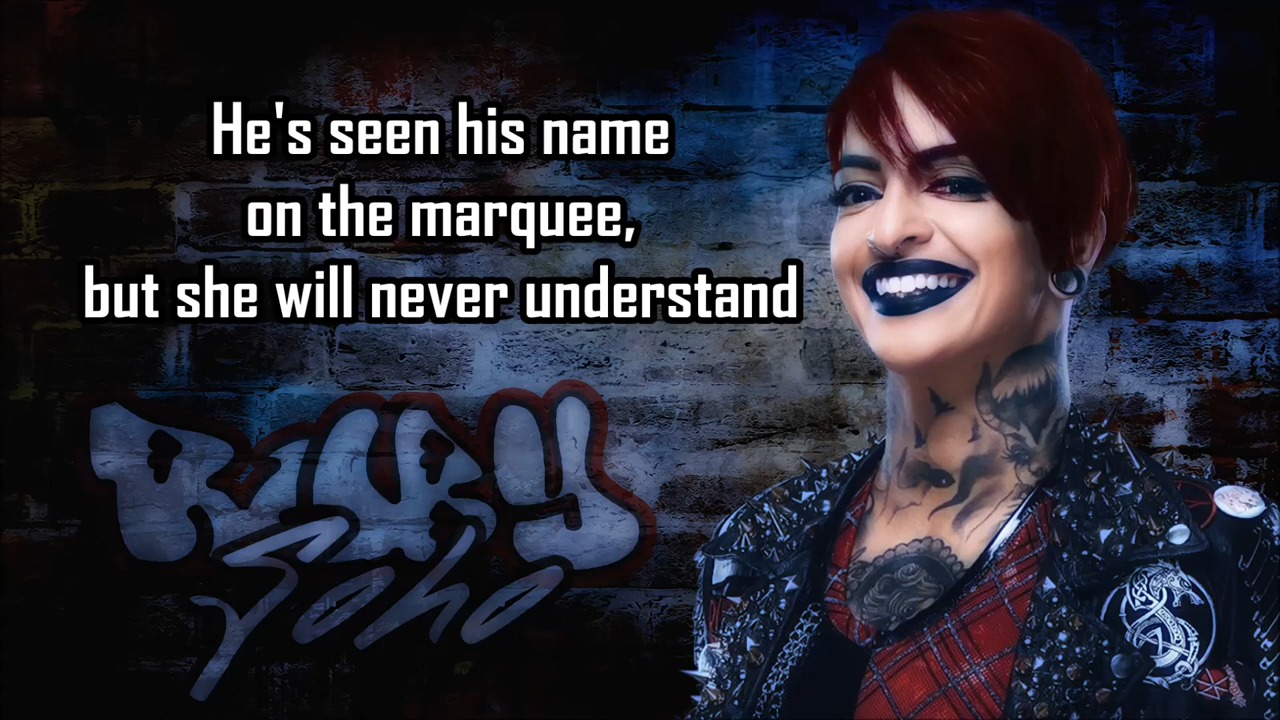 He's seen his name
on the marquee,
but she will never understand
RUBY
Soho